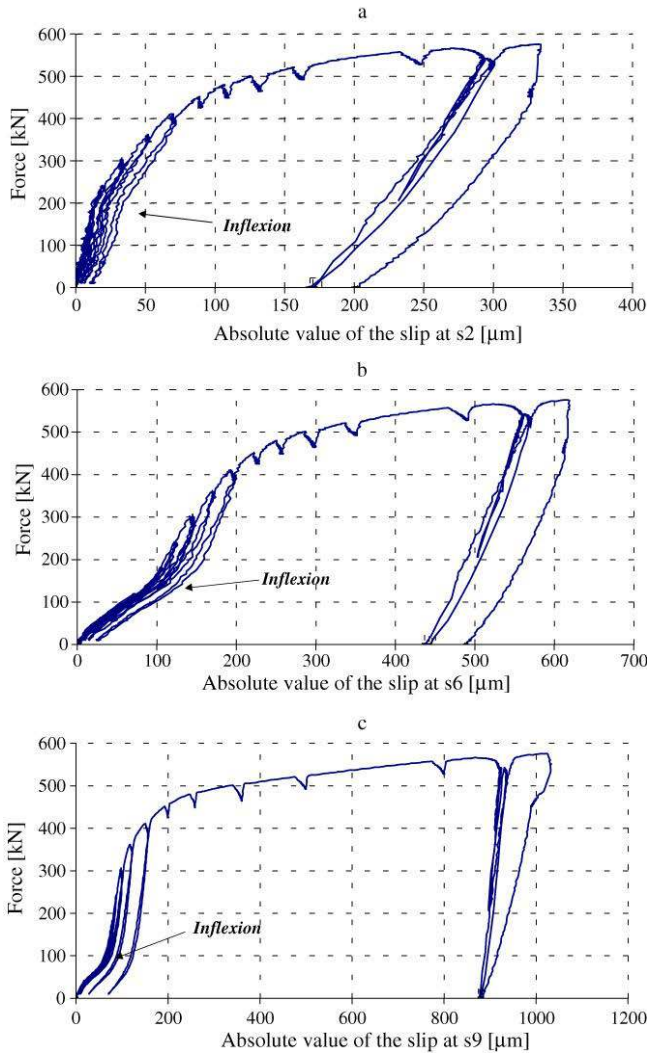 a
600
500
400
300
200
100
0
Force [kN]
Inflexion
0 50 100 150 200 250 300 350 400
Absolute value of the slip at s2 [μm]
b
600
500
400
300
200
100
0
Force [kN]
Inflexion
0 100 200 300 400 500 600 700
Absolute value of the slip at s6 [μm]
c
600
500
400
300
200
100
0
Force [kN]
Inflexion
0 200 400 600 800 1000 1200
Absolute value of the slip at s9 [μm]